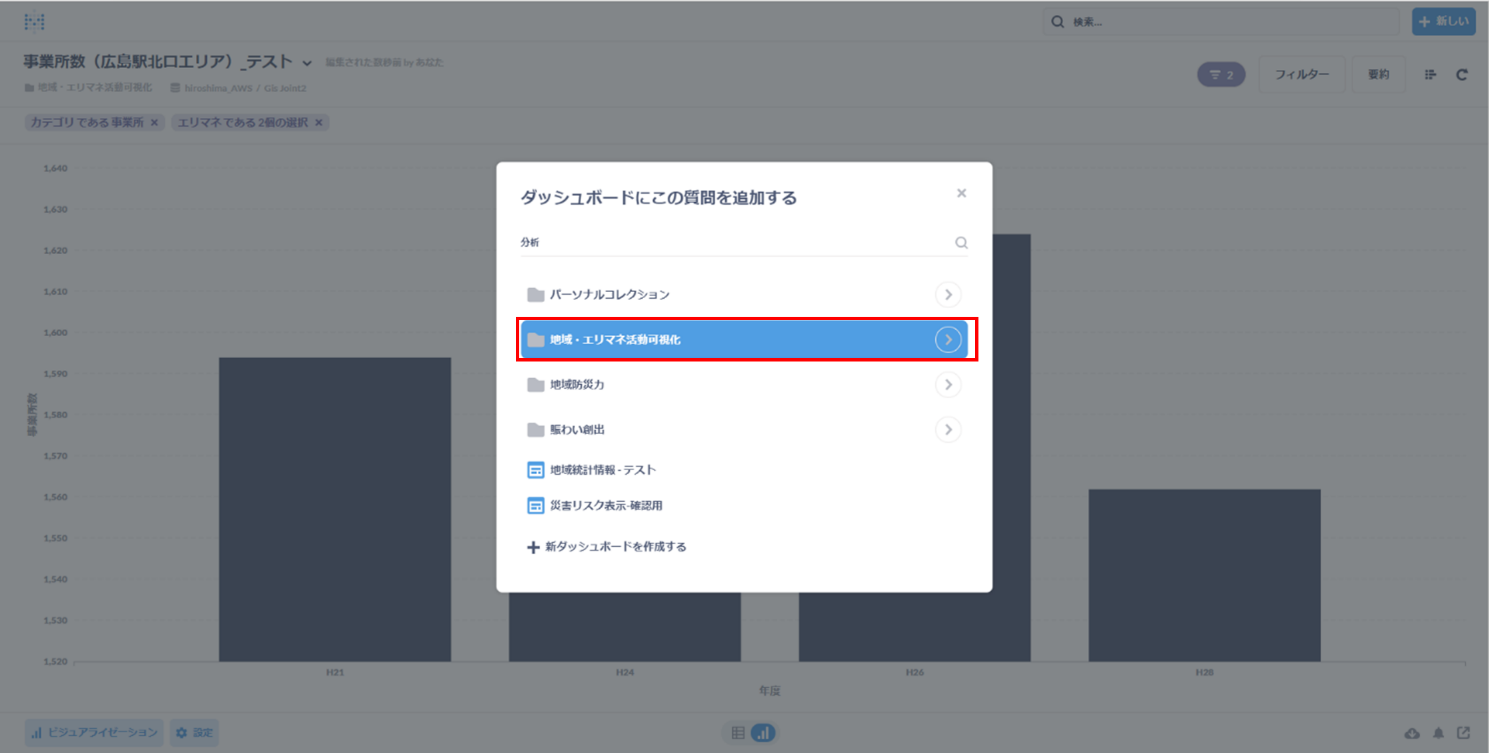 検索...
+ 新しい
事業所数（広島駅北口エリア）_テスト
編集された数秒前 by あなた
地域・エリマネ活動可視化
hiroshima_AWS / Gis Joint2
2
フィルター
要約
カテゴリ である 事業所 ×
エリマネ である 2個の選択 ×
ダッシュボードにこの質問を追加する
×
分析
パーソナルコレクション
地域・エリマネ活動可視化
地域防災力
賑わい創出
地域統計情報 - テスト
災害リスク表示-確認用
+ 新ダッシュボードを作成する
1,640
1,630
1,620
1,610
1,600
1,590
1,580
1,570
1,560
1,550
1,540
1,530
1,520
事業所数
H21
H24
H26
H28
年度
ビジュアライゼーション
設定